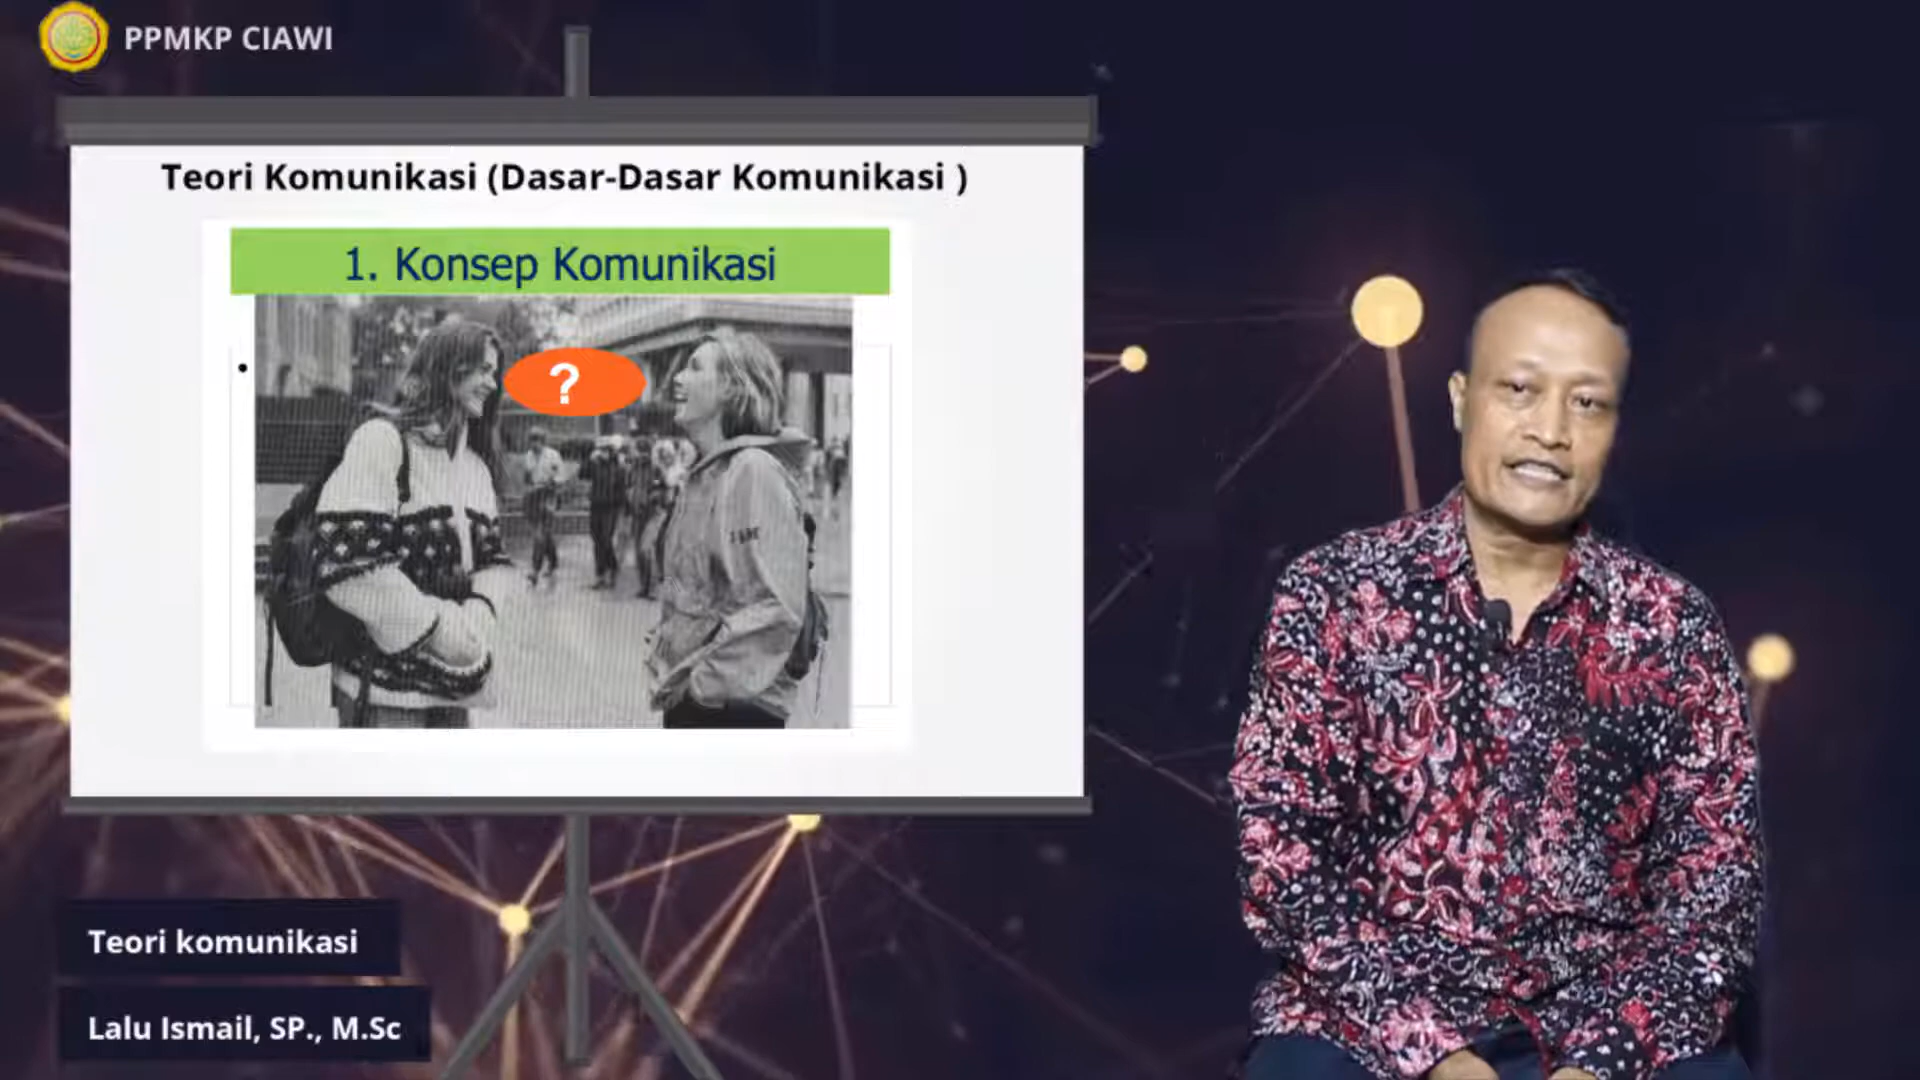 PPMKP CIAWI
Teori Komunikasi (Dasar-Dasar Komunikasi )
1. Konsep Komunikasi
?
Teori komunikasi
Lalu Ismail, SP., M.Sc